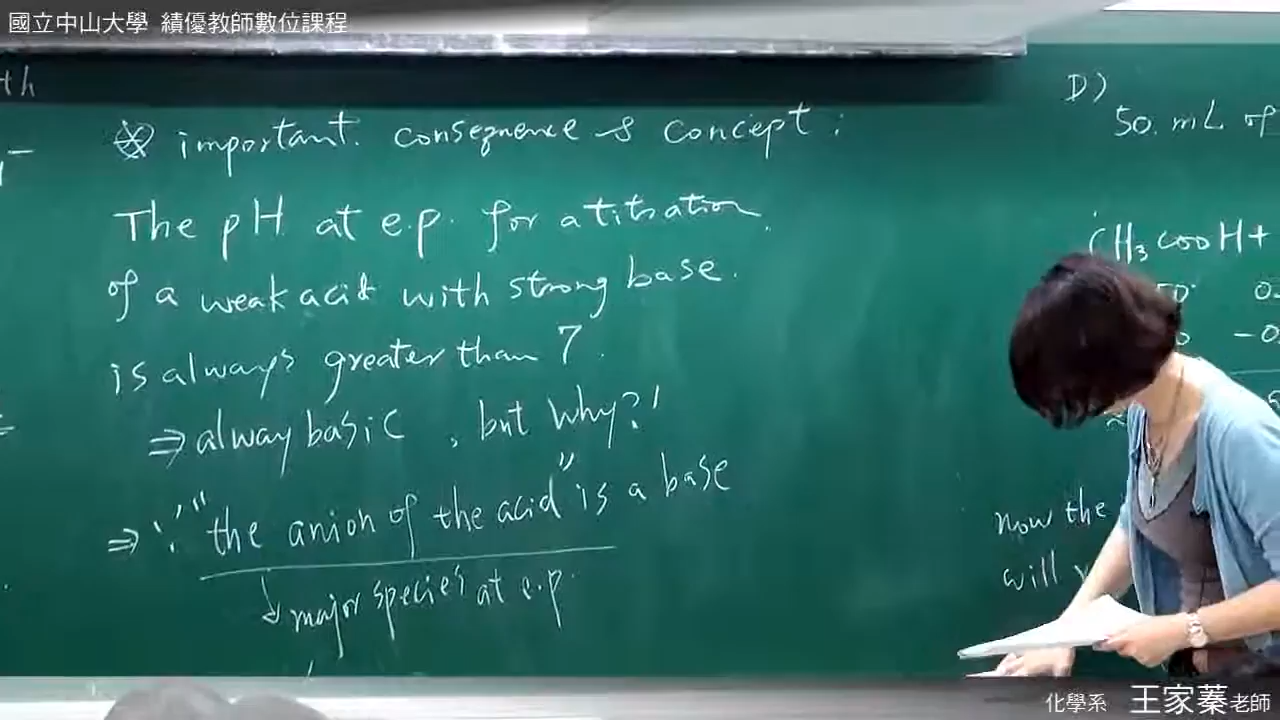 國立中山大學 績優教師數位課程
th
※ important. consequence & concept :
The pH at e.p. for a titration
of a weak acid with strong base.
is always greater than 7.
⇒ alway basic , but why?'
⇒ ∵ "the anion of the acid" is a base
↓ major species at e.p.
D)
50. mL of
CH₃COOH +
now the
will
化學系 王家蓁老師